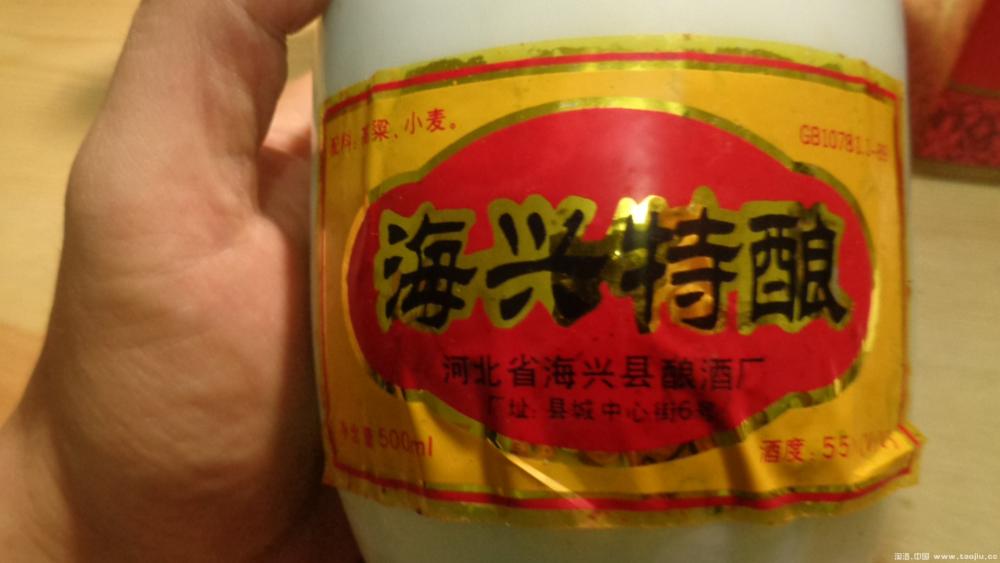 配料：高粱、小麦。
GB10781.1-89
海兴特酿
河北省海兴县酿酒厂
厂址：县城中心街6号
净含量500ml
酒度：55
淘酒.中国 www.taojiu.cc